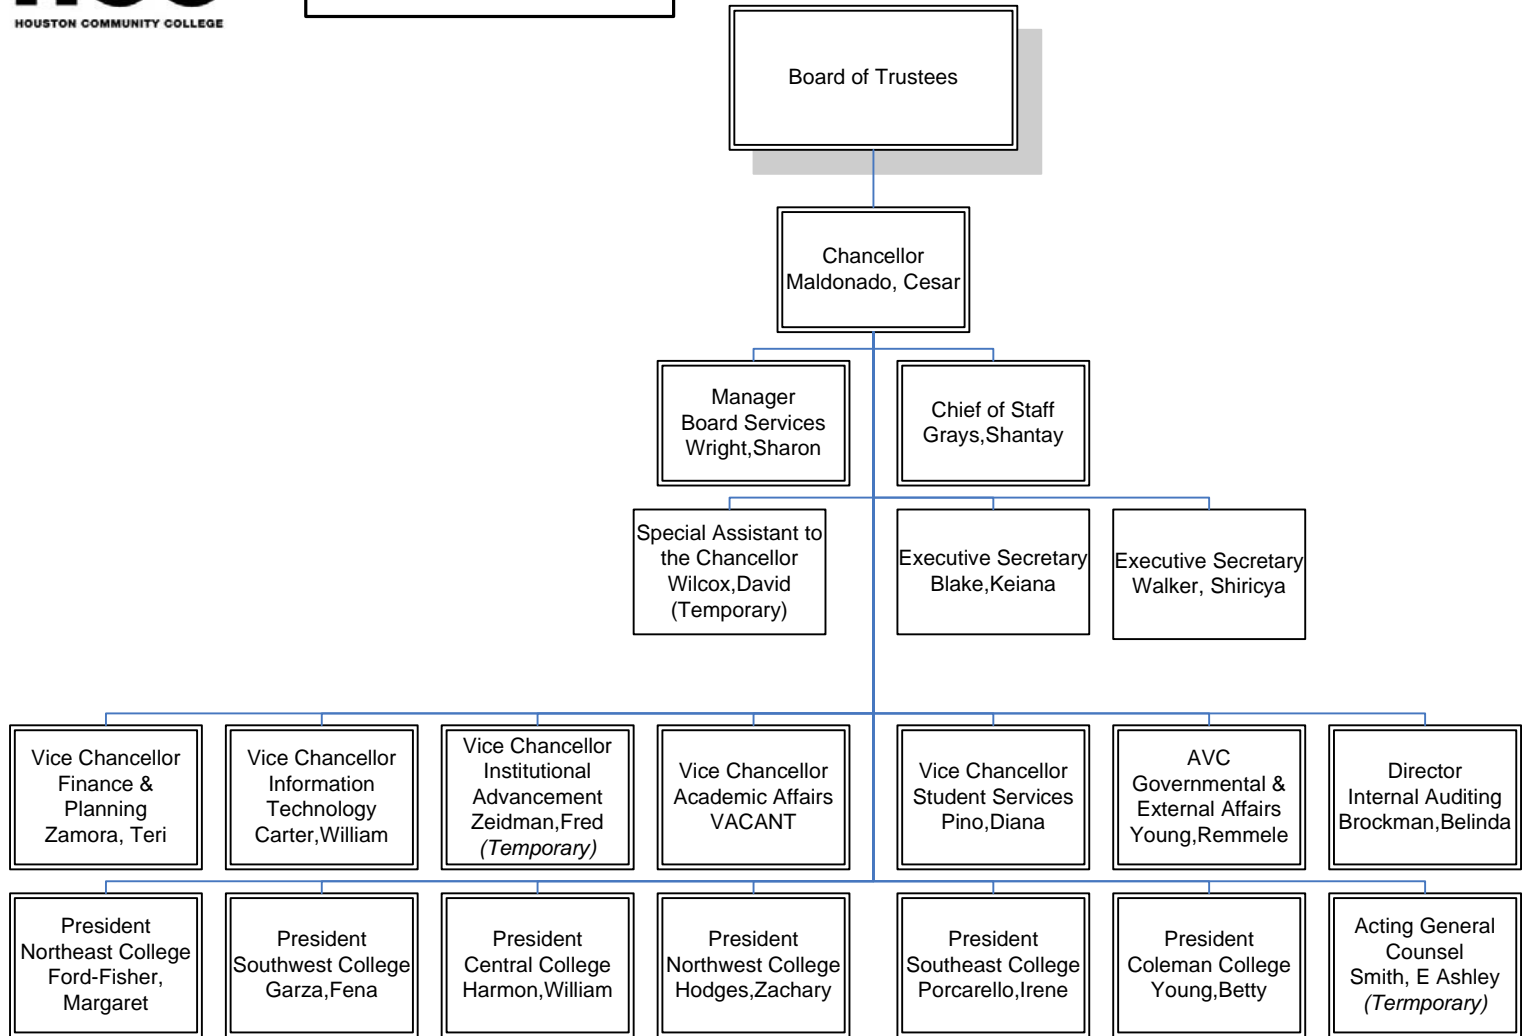 HOUSTON COMMUNITY COLLEGE
Board of Trustees
Chancellor
Maldonado, Cesar
Manager
Board Services
Wright,Sharon
Chief of Staff
Grays,Shantay
Special Assistant to
the Chancellor
Wilcox,David
(Temporary)
Executive Secretary
Blake,Keiana
Executive Secretary
Walker, Shiricya
Vice Chancellor
Finance &
Planning
Zamora, Teri
Vice Chancellor
Information
Technology
Carter,William
Vice Chancellor
Institutional
Advancement
Zeidman,Fred
(Temporary)
Vice Chancellor
Academic Affairs
VACANT
Vice Chancellor
Student Services
Pino,Diana
AVC
Governmental &
External Affairs
Young,Remmele
Director
Internal Auditing
Brockman,Belinda
President
Northeast College
Ford-Fisher,
Margaret
President
Southwest College
Garza,Fena
President
Central College
Harmon,William
President
Northwest College
Hodges,Zachary
President
Southeast College
Porcarello,Irene
President
Coleman College
Young,Betty
Acting General
Counsel
Smith, E Ashley
(Termporary)